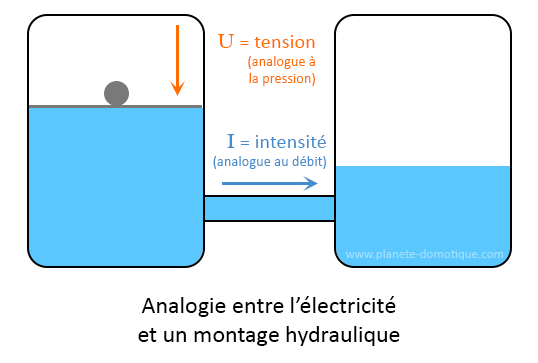 U = tension
(analogue à
la pression)
I = intensité
(analogue au débit)
www.planete-domotique.com
Analogie entre l'électricité
et un montage hydraulique